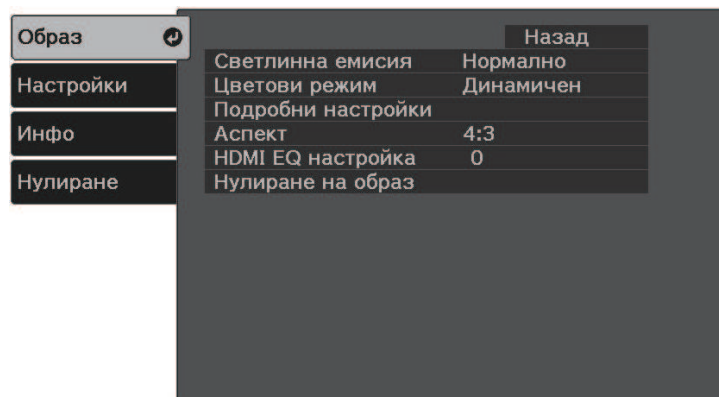 Образ
Настройки
Инфо
Нулиране
Назад
Светлинна емисия Нормално
Цветови режим Динамичен
Подробни настройки
Аспект 4:3
HDMI EQ настройка 0
Нулиране на образ